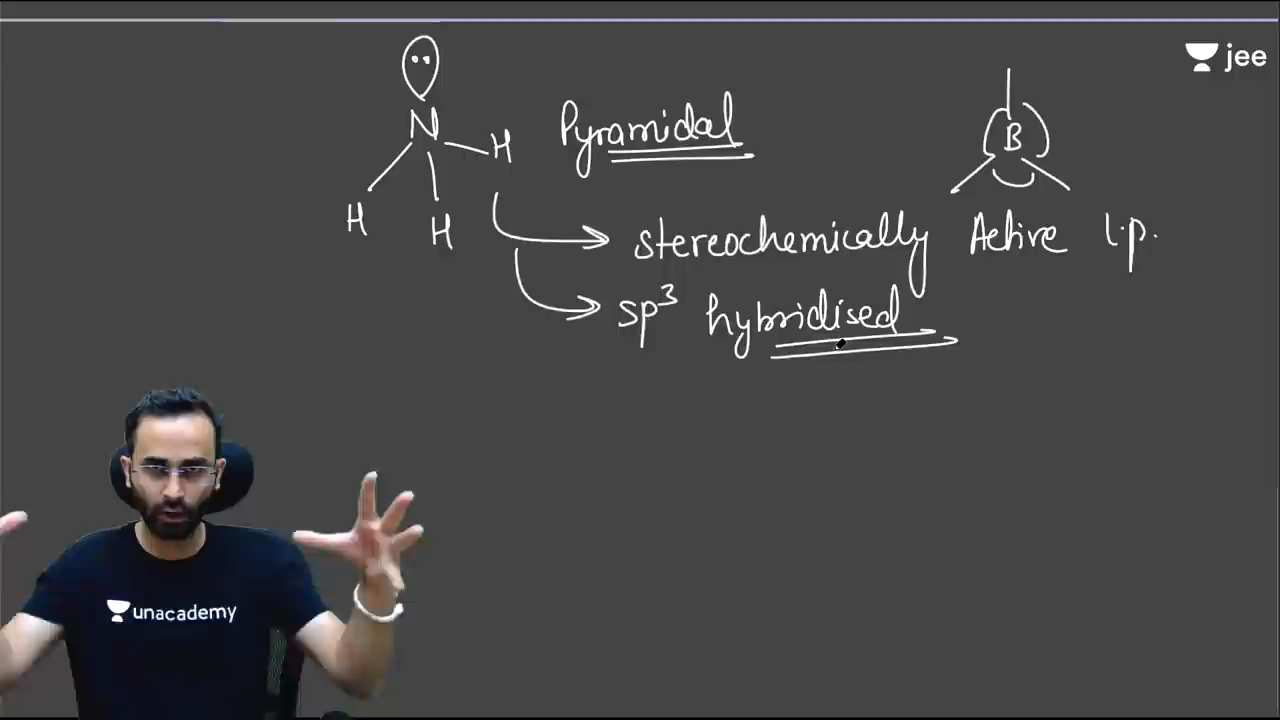 jee
N
H
H
H
Pyramidal
B
stereochemically Active l.p.
sp³ hybridised
unacademy